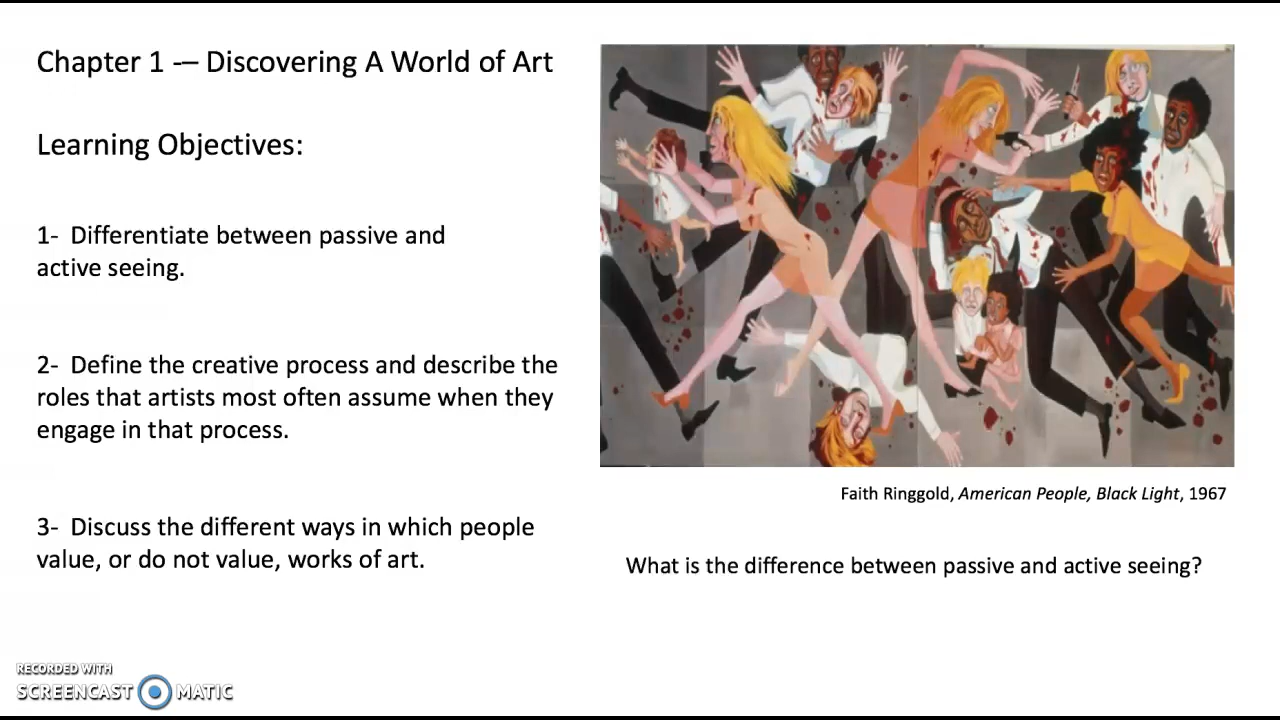 Chapter 1 -– Discovering A World of Art
Learning Objectives:
1- Differentiate between passive and
active seeing.
2- Define the creative process and describe the
roles that artists most often assume when they
engage in that process.
3- Discuss the different ways in which people
value, or do not value, works of art.
Faith Ringgold, American People, Black Light, 1967
What is the difference between passive and active seeing?
RECORDED WITH
SCREENCAST MATIC